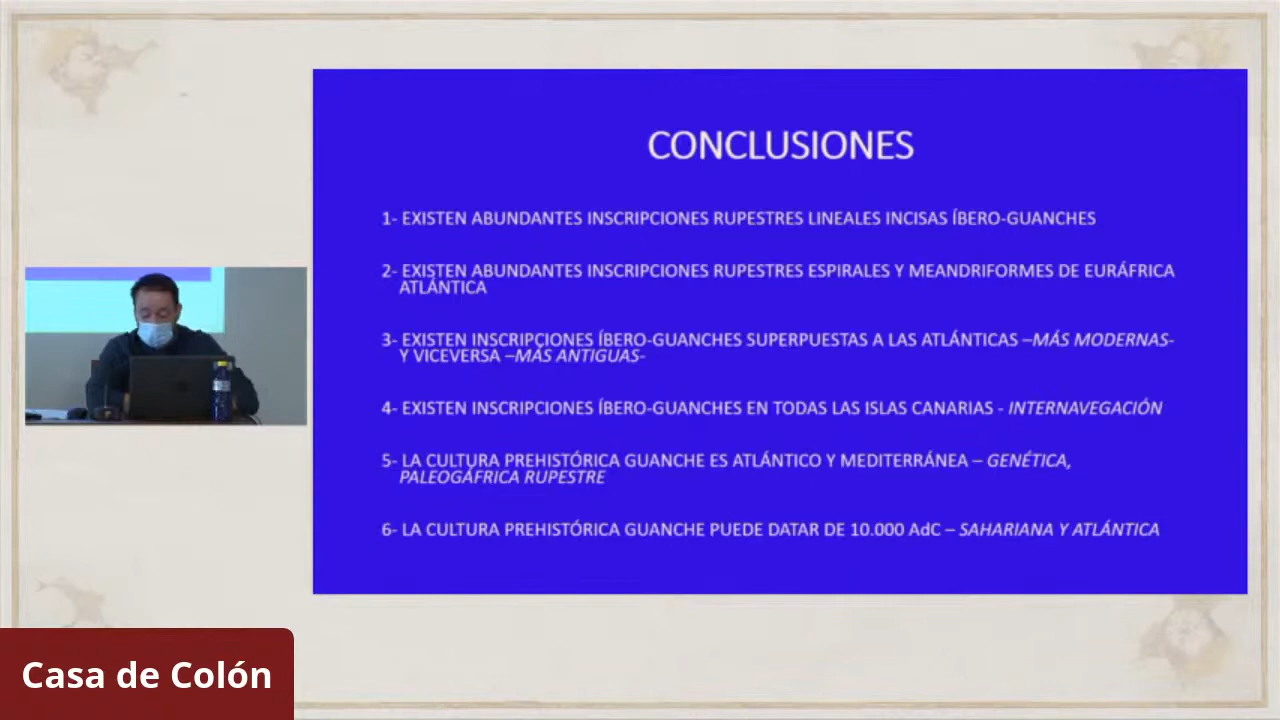 CONCLUSIONES
1- EXISTEN ABUNDANTES INSCRIPCIONES RUPESTRES LINEALES INCISAS ÍBERO-GUANCHES
2- EXISTEN ABUNDANTES INSCRIPCIONES RUPESTRES ESPIRALES Y MEANDRIFORMES DE EURÁFRICA
ATLÁNTICA
3- EXISTEN INSCRIPCIONES ÍBERO-GUANCHES SUPERPUESTAS A LAS ATLÁNTICAS –MÁS MODERNAS-
Y VICEVERSA –MÁS ANTIGUAS-
4- EXISTEN INSCRIPCIONES ÍBERO-GUANCHES EN TODAS LAS ISLAS CANARIAS - INTERNAVEGACIÓN
5- LA CULTURA PREHISTÓRICA GUANCHE ES ATLÁNTICO Y MEDITERRÁNEA – GENÉTICA,
PALEOGÁFRICA RUPESTRE
6- LA CULTURA PREHISTÓRICA GUANCHE PUEDE DATAR DE 10.000 AdC – SAHARIANA Y ATLÁNTICA
Casa de Colón